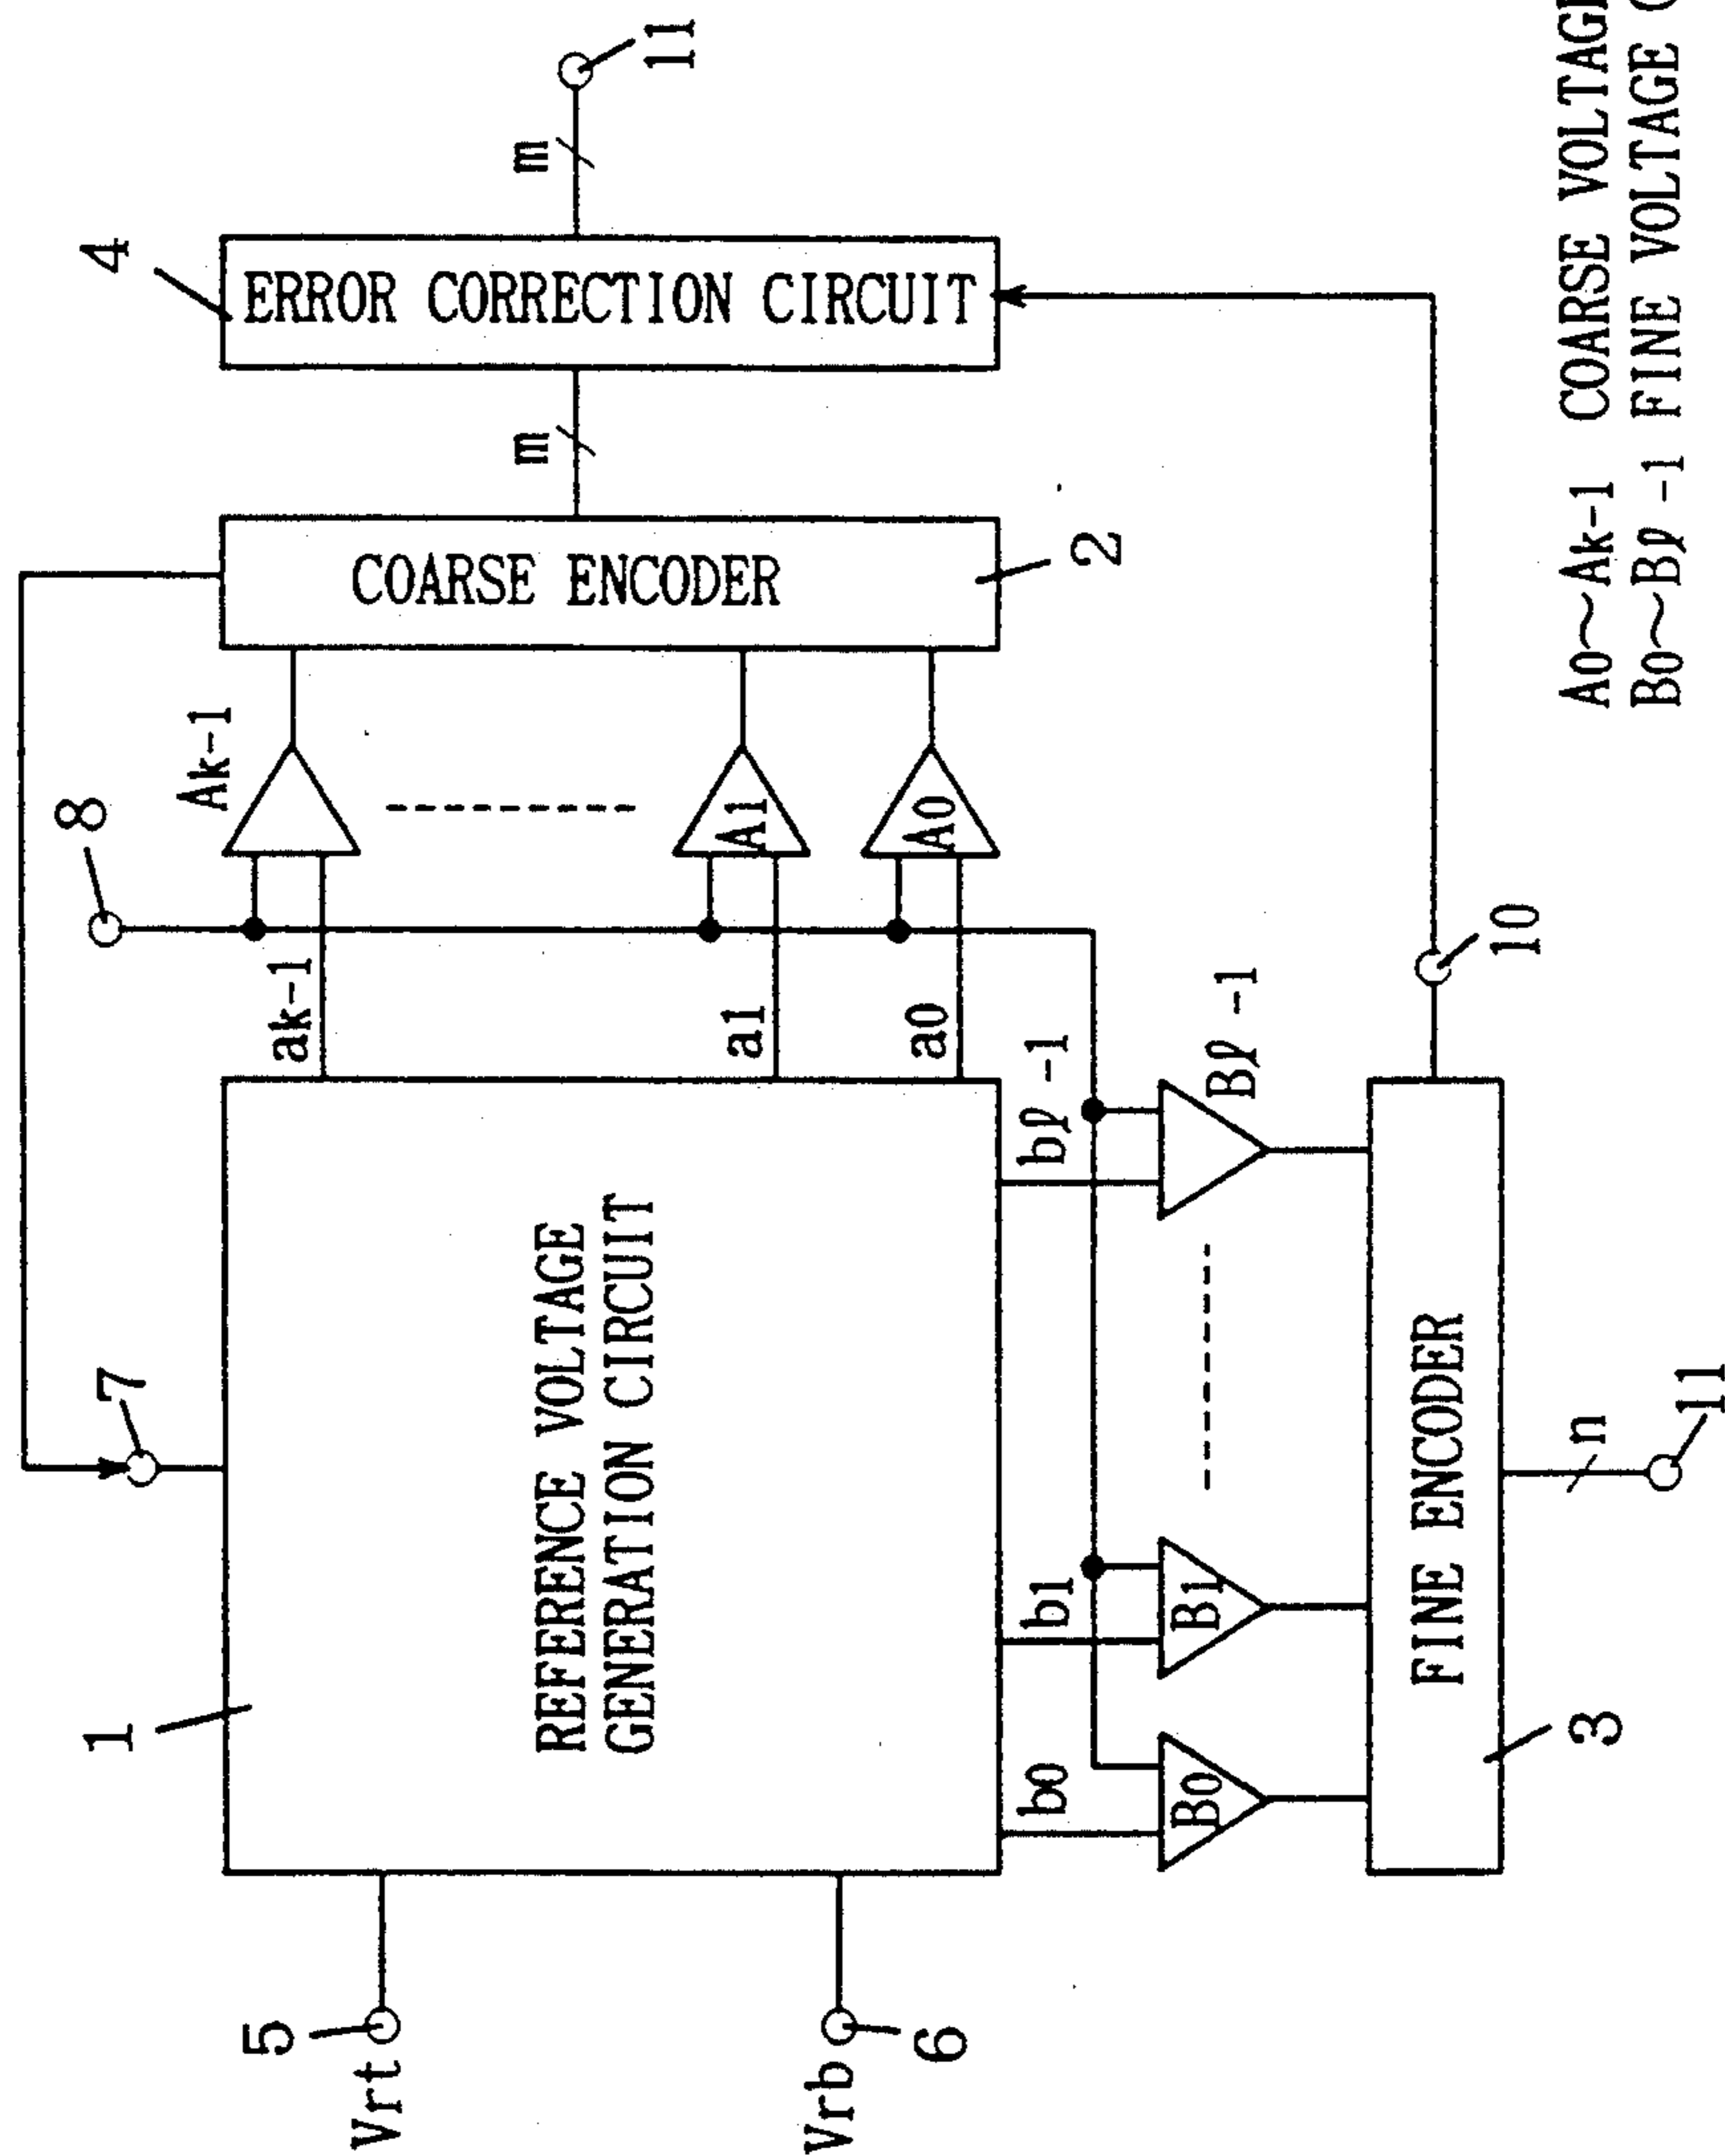 4
ERROR CORRECTION CIRCUIT
m
11
m
COARSE ENCODER
2
8
Ak-1
A1
A0
ak-1
a1
a0
7
1
REFERENCE VOLTAGE
GENERATION CIRCUIT
5
Vrt
6
Vrb
b0
b1
bℓ-1
B0
B1
Bℓ-1
10
FINE ENCODER
3
n
11
A0~Ak-1 COARSE VOLTAGE
B0~Bℓ-1 FINE VOLTAGE